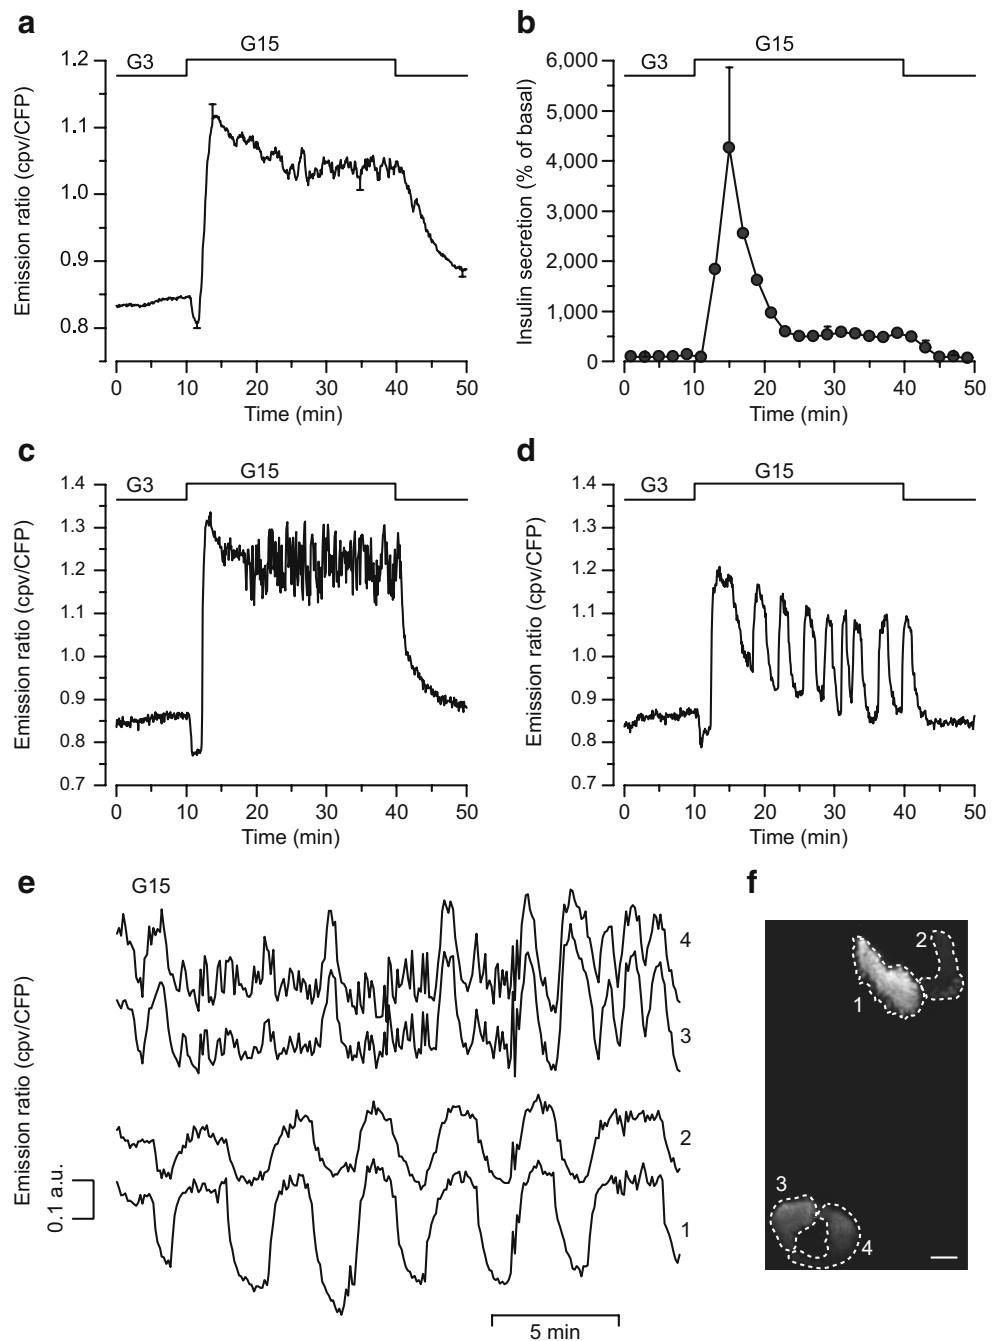 a
G3
G15
1.2
1.1
1.0
0.9
0.8
Emission ratio (cpv/CFP)
0 10 20 30 40 50
Time (min)
b
G3
G15
6,000
5,000
4,000
3,000
2,000
1,000
0
Insulin secretion (% of basal)
0 10 20 30 40 50
Time (min)
c
G3
G15
1.4
1.3
1.2
1.1
1.0
0.9
0.8
0.7
Emission ratio (cpv/CFP)
0 10 20 30 40 50
Time (min)
d
G3
G15
1.4
1.3
1.2
1.1
1.0
0.9
0.8
0.7
Emission ratio (cpv/CFP)
0 10 20 30 40 50
Time (min)
e
G15
4
3
2
1
Emission ratio (cpv/CFP)
0.1 a.u.
5 min
f
2
1
3
4